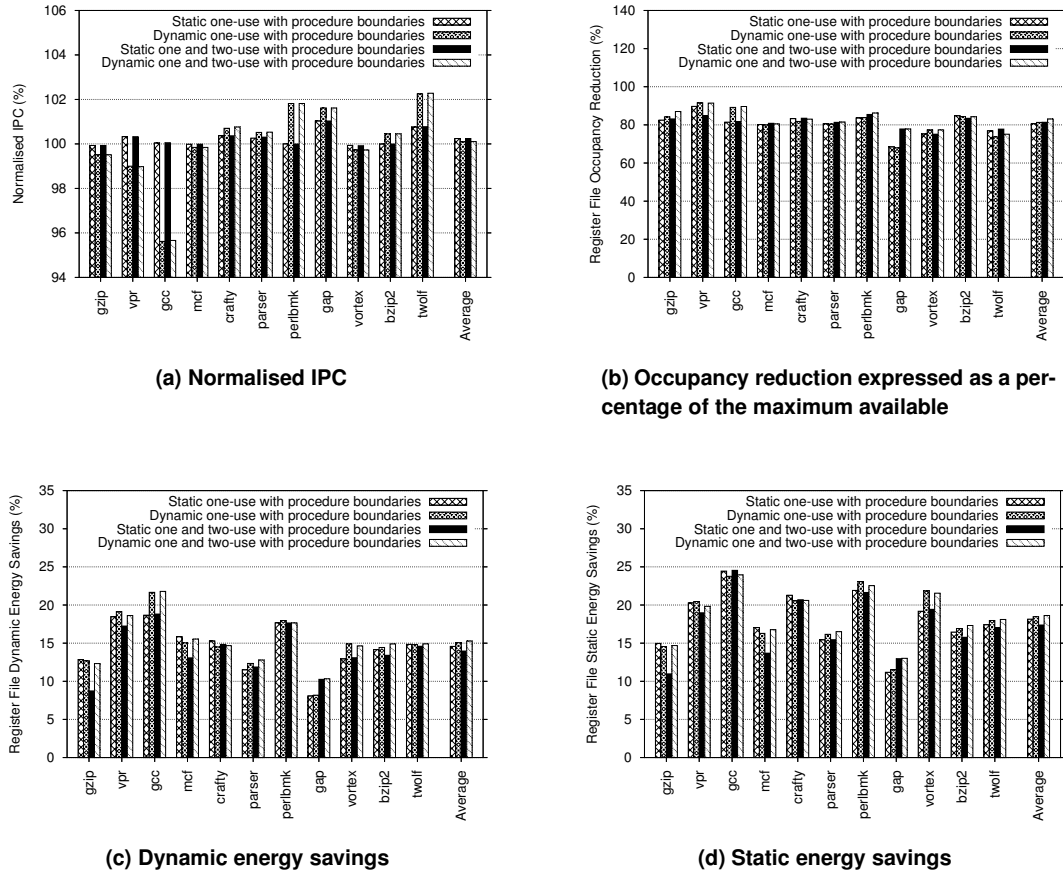 106
104
102
100
98
96
94
Normalised IPC (%)
Static one-use with procedure boundaries
Dynamic one-use with procedure boundaries
Static one and two-use with procedure boundaries
Dynamic one and two-use with procedure boundaries
gzip
vpr
gcc
mcf
crafty
parser
perlbmk
gap
vortex
bzip2
twolf
Average
(a) Normalised IPC
140
120
100
80
60
40
20
0
Register File Occupancy Reduction (%)
Static one-use with procedure boundaries
Dynamic one-use with procedure boundaries
Static one and two-use with procedure boundaries
Dynamic one and two-use with procedure boundaries
gzip
vpr
gcc
mcf
crafty
parser
perlbmk
gap
vortex
bzip2
twolf
Average
(b) Occupancy reduction expressed as a per-
centage of the maximum available
35
30
25
20
15
10
5
0
Register File Dynamic Energy Savings (%)
Static one-use with procedure boundaries
Dynamic one-use with procedure boundaries
Static one and two-use with procedure boundaries
Dynamic one and two-use with procedure boundaries
gzip
vpr
gcc
mcf
crafty
parser
perlbmk
gap
vortex
bzip2
twolf
Average
(c) Dynamic energy savings
35
30
25
20
15
10
5
0
Register File Static Energy Savings (%)
Static one-use with procedure boundaries
Dynamic one-use with procedure boundaries
Static one and two-use with procedure boundaries
Dynamic one and two-use with procedure boundaries
gzip
vpr
gcc
mcf
crafty
parser
perlbmk
gap
vortex
bzip2
twolf
Average
(d) Static energy savings